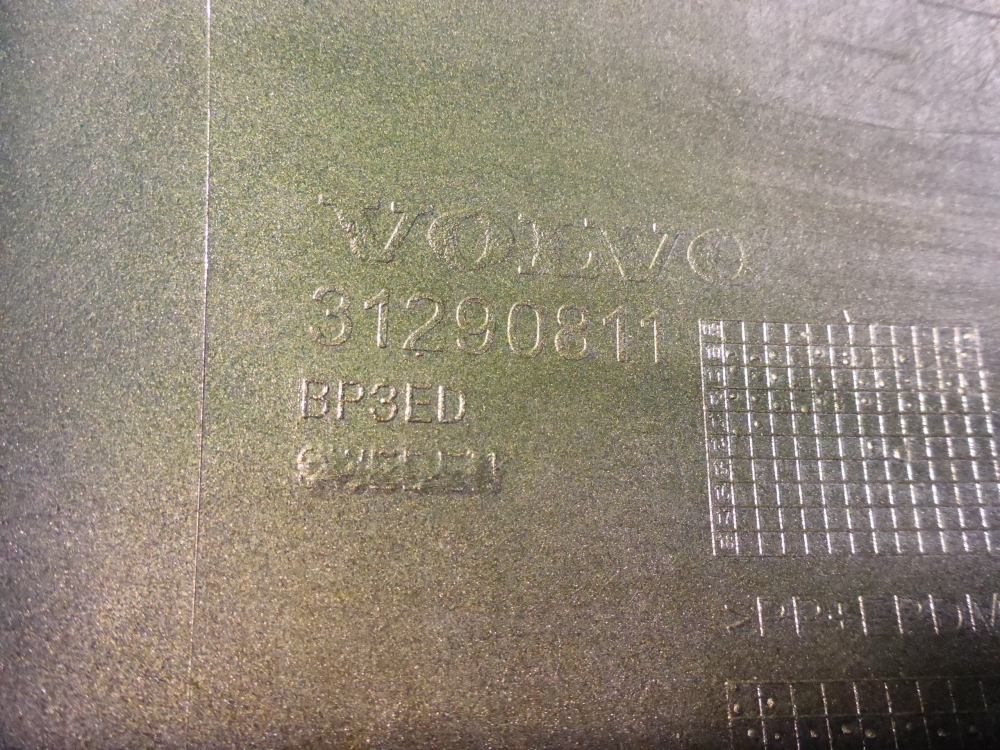 VOLVO
31290811
BP3ED
>PP+EPDM